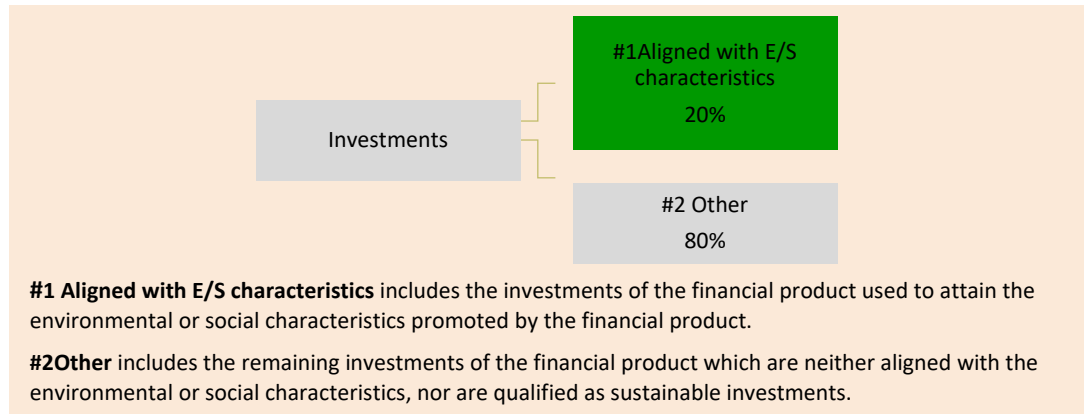 #1Aligned with E/S
characteristics
20%
Investments
#2 Other
80%
#1 Aligned with E/S characteristics includes the investments of the financial product used to attain the
environmental or social characteristics promoted by the financial product.
#2Other includes the remaining investments of the financial product which are neither aligned with the
environmental or social characteristics, nor are qualified as sustainable investments.